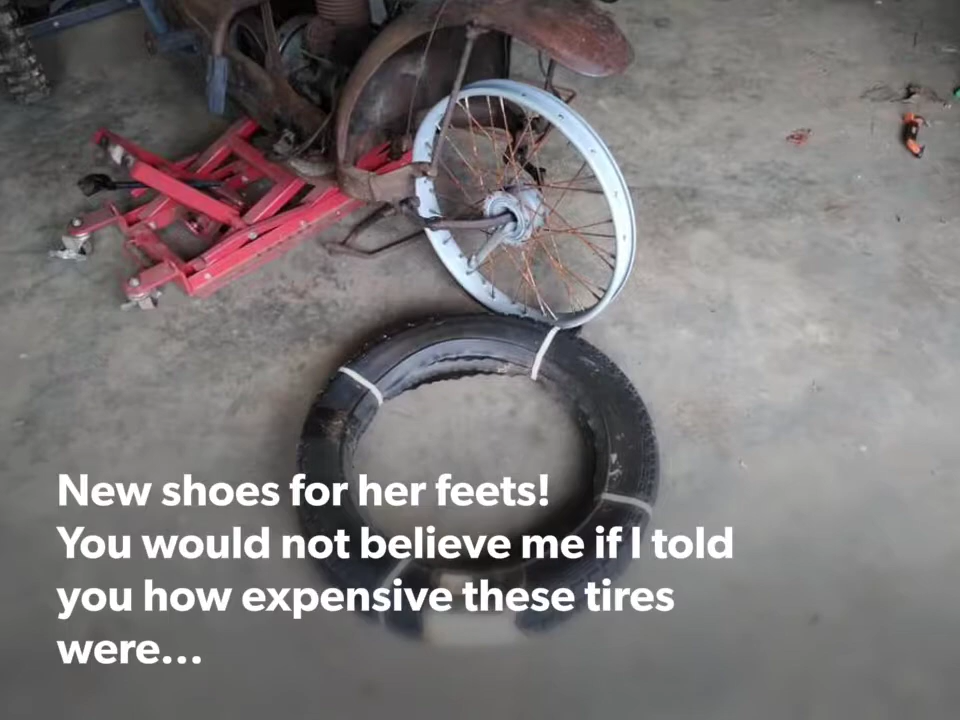 New shoes for her feets!
You would not believe me if I told
you how expensive these tires
were...